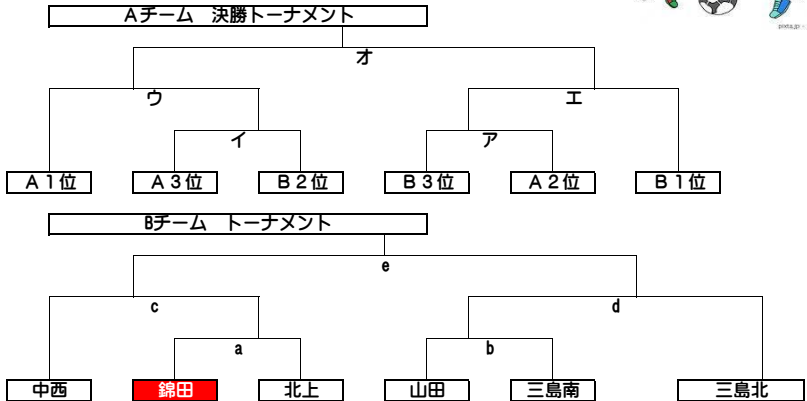 Aチーム 決勝トーナメント
オ
ウ エ
イ ア
A1位 A3位 B2位 B3位 A2位 B1位
Bチーム トーナメント
e
c d
a b
中西 錦田 北上 山田 三島南 三島北